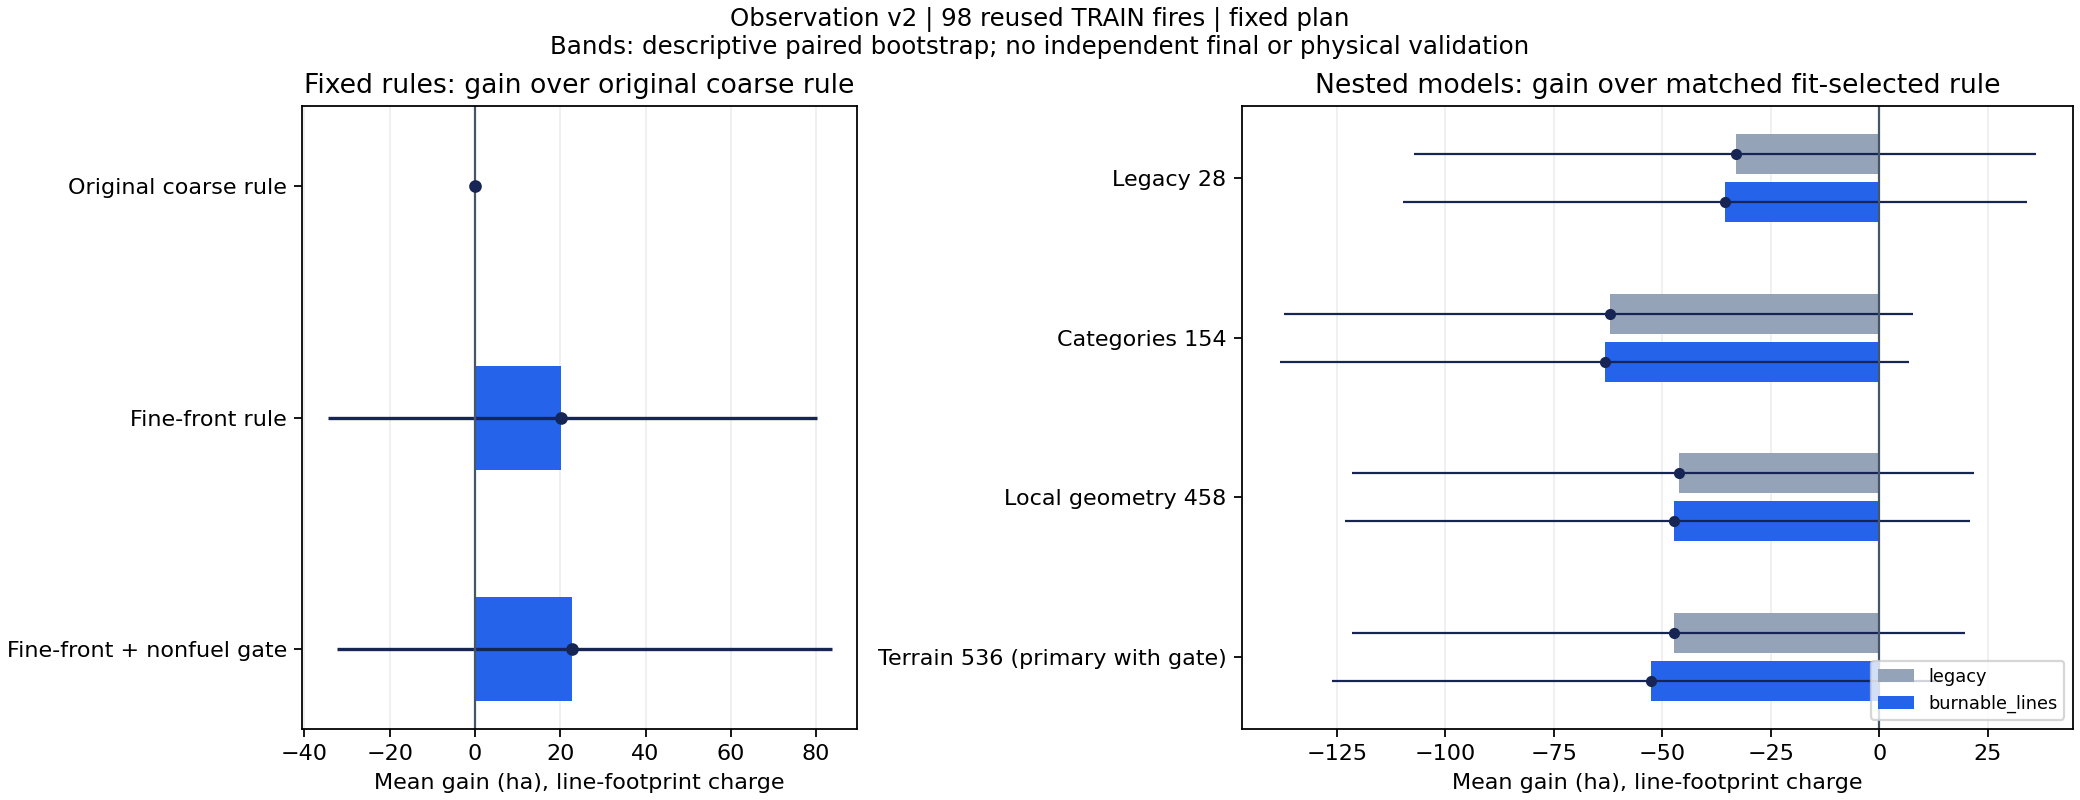 Observation v2 | 98 reused TRAIN fires | fixed plan
Bands: descriptive paired bootstrap; no independent final or physical validation
Fixed rules: gain over original coarse rule
Original coarse rule
Fine-front rule
Fine-front + nonfuel gate
−40 −20 0 20 40 60 80
Mean gain (ha), line-footprint charge
Nested models: gain over matched fit-selected rule
Legacy 28
Categories 154
Local geometry 458
Terrain 536 (primary with gate)
legacy
burnable_lines
−125 −100 −75 −50 −25 0 25
Mean gain (ha), line-footprint charge